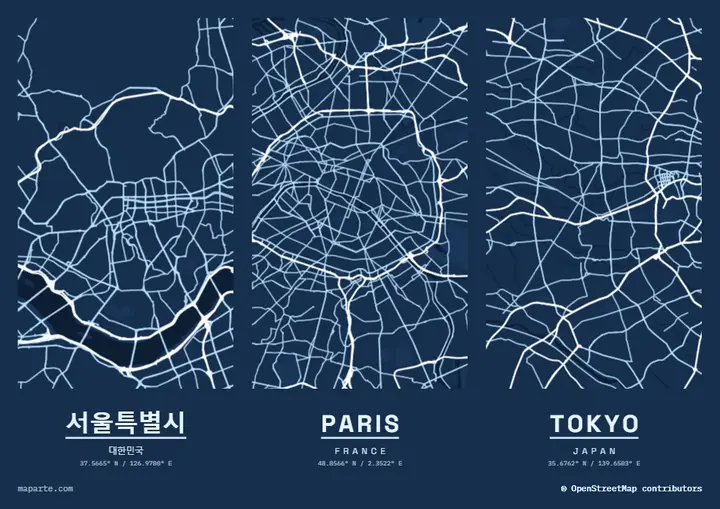 서울특별시
대한민국
37.5665° N / 126.9780° E
PARIS
FRANCE
48.8566° N / 2.3522° E
TOKYO
JAPAN
35.6762° N / 139.6503° E
maparte.com
© OpenStreetMap contributors